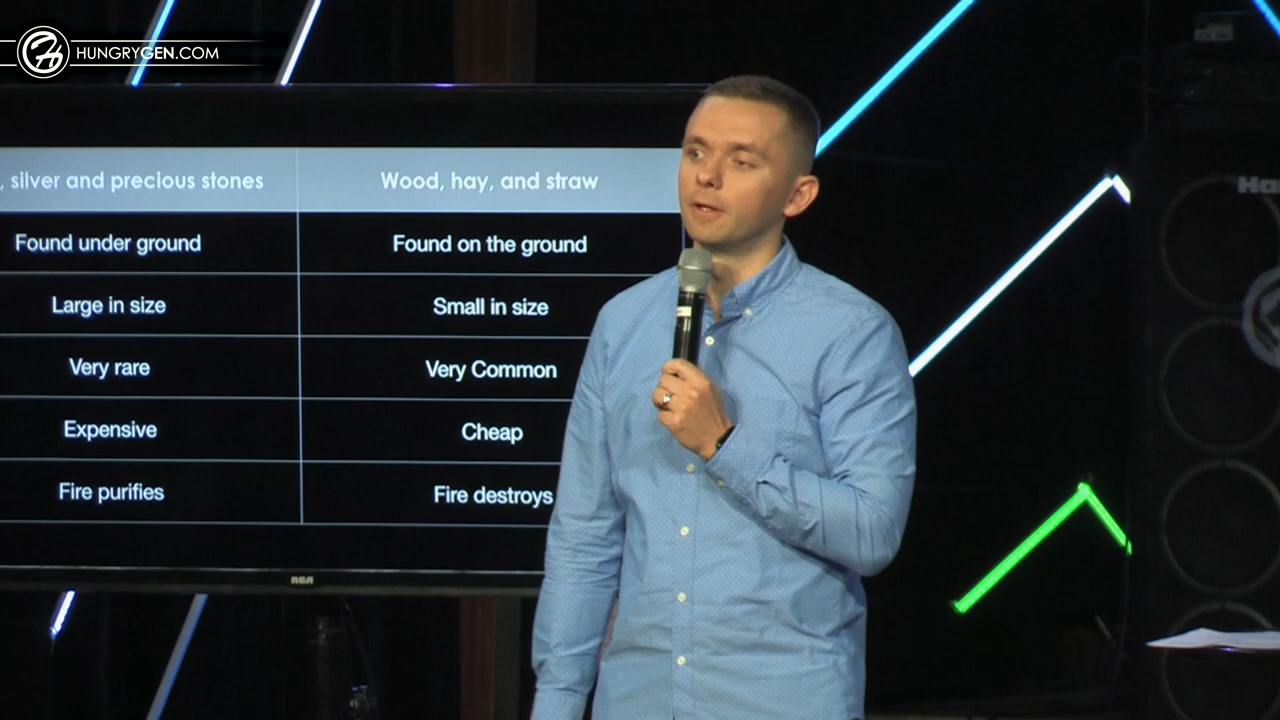 HUNGRYGEN.COM
, silver and precious stones Wood, hay, and straw
Found under ground Found on the ground
Large in size Small in size
Very rare Very Common
Expensive Cheap
Fire purifies Fire destroys
RCA